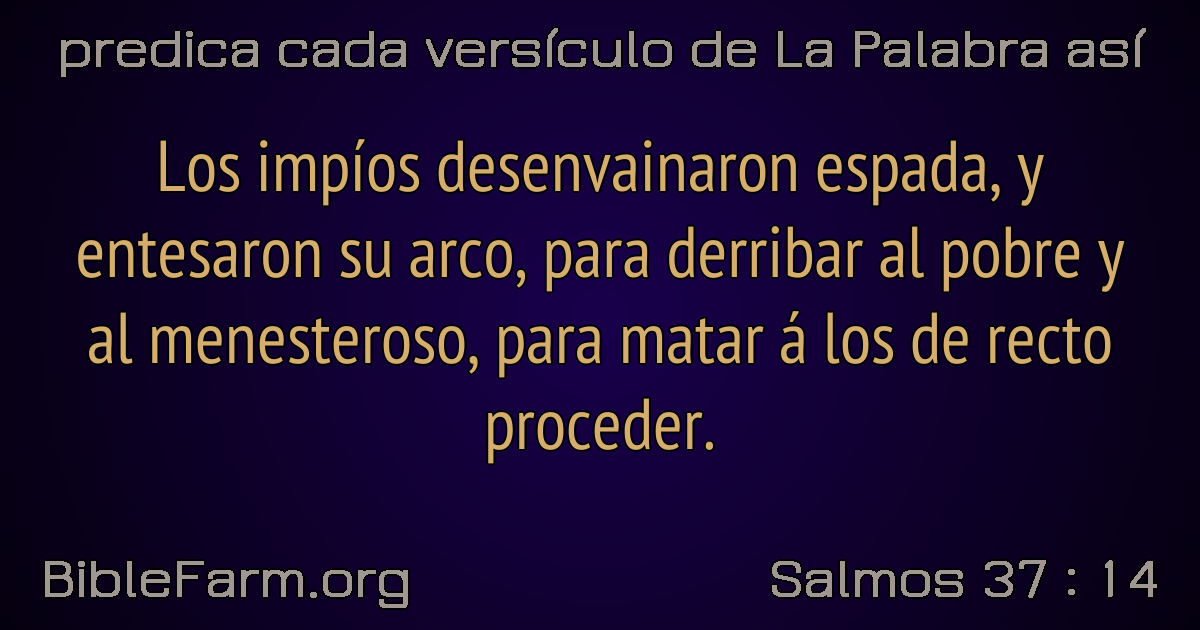 predica cada versículo de La Palabra así
Los impíos desenvainaron espada, y
entesaron su arco, para derribar al pobre y
al menesteroso, para matar á los de recto
proceder.
BibleFarm.org
Salmos 37 : 14